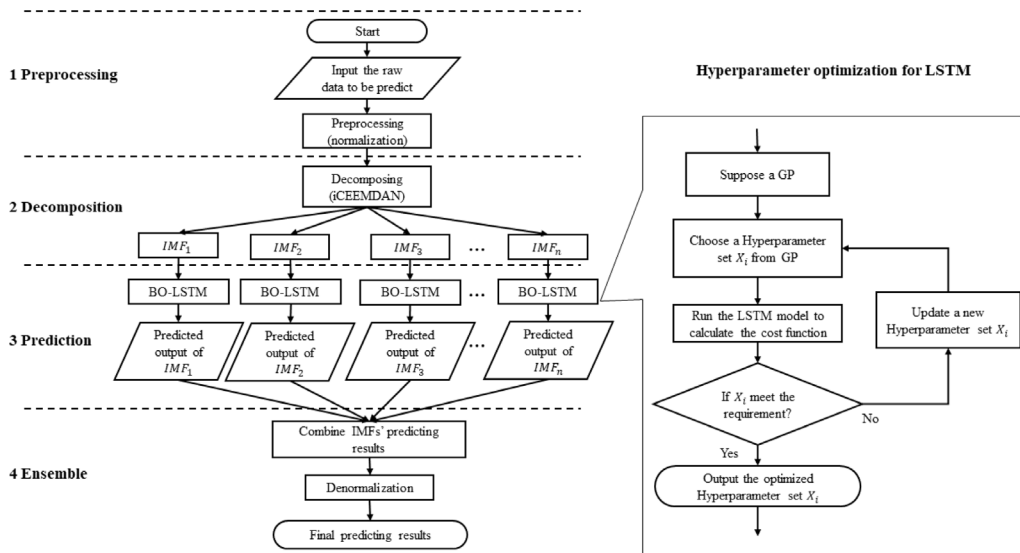 Start
1 Preprocessing
Input the raw
data to be predict
Preprocessing
(normalization)
Decomposing
(iCEEMDAN)
2 Decomposition
IMF₁
IMF₂
IMF₃
...
IMFₙ
BO-LSTM
BO-LSTM
BO-LSTM
...
BO-LSTM
3 Prediction
Predicted
output of
IMF₁
Predicted
output of
IMF₂
Predicted
output of
IMF₃
...
Predicted
output of
IMFₙ
Combine IMFs' predicting
results
4 Ensemble
Denormalization
Final predicting results
Hyperparameter optimization for LSTM
Suppose a GP
Choose a Hyperparameter
set Xᵢ from GP
Run the LSTM model to
calculate the cost function
Update a new
Hyperparameter set Xᵢ
If Xᵢ meet the
requirement?
No
Yes
Output the optimized
Hyperparameter set Xᵢ